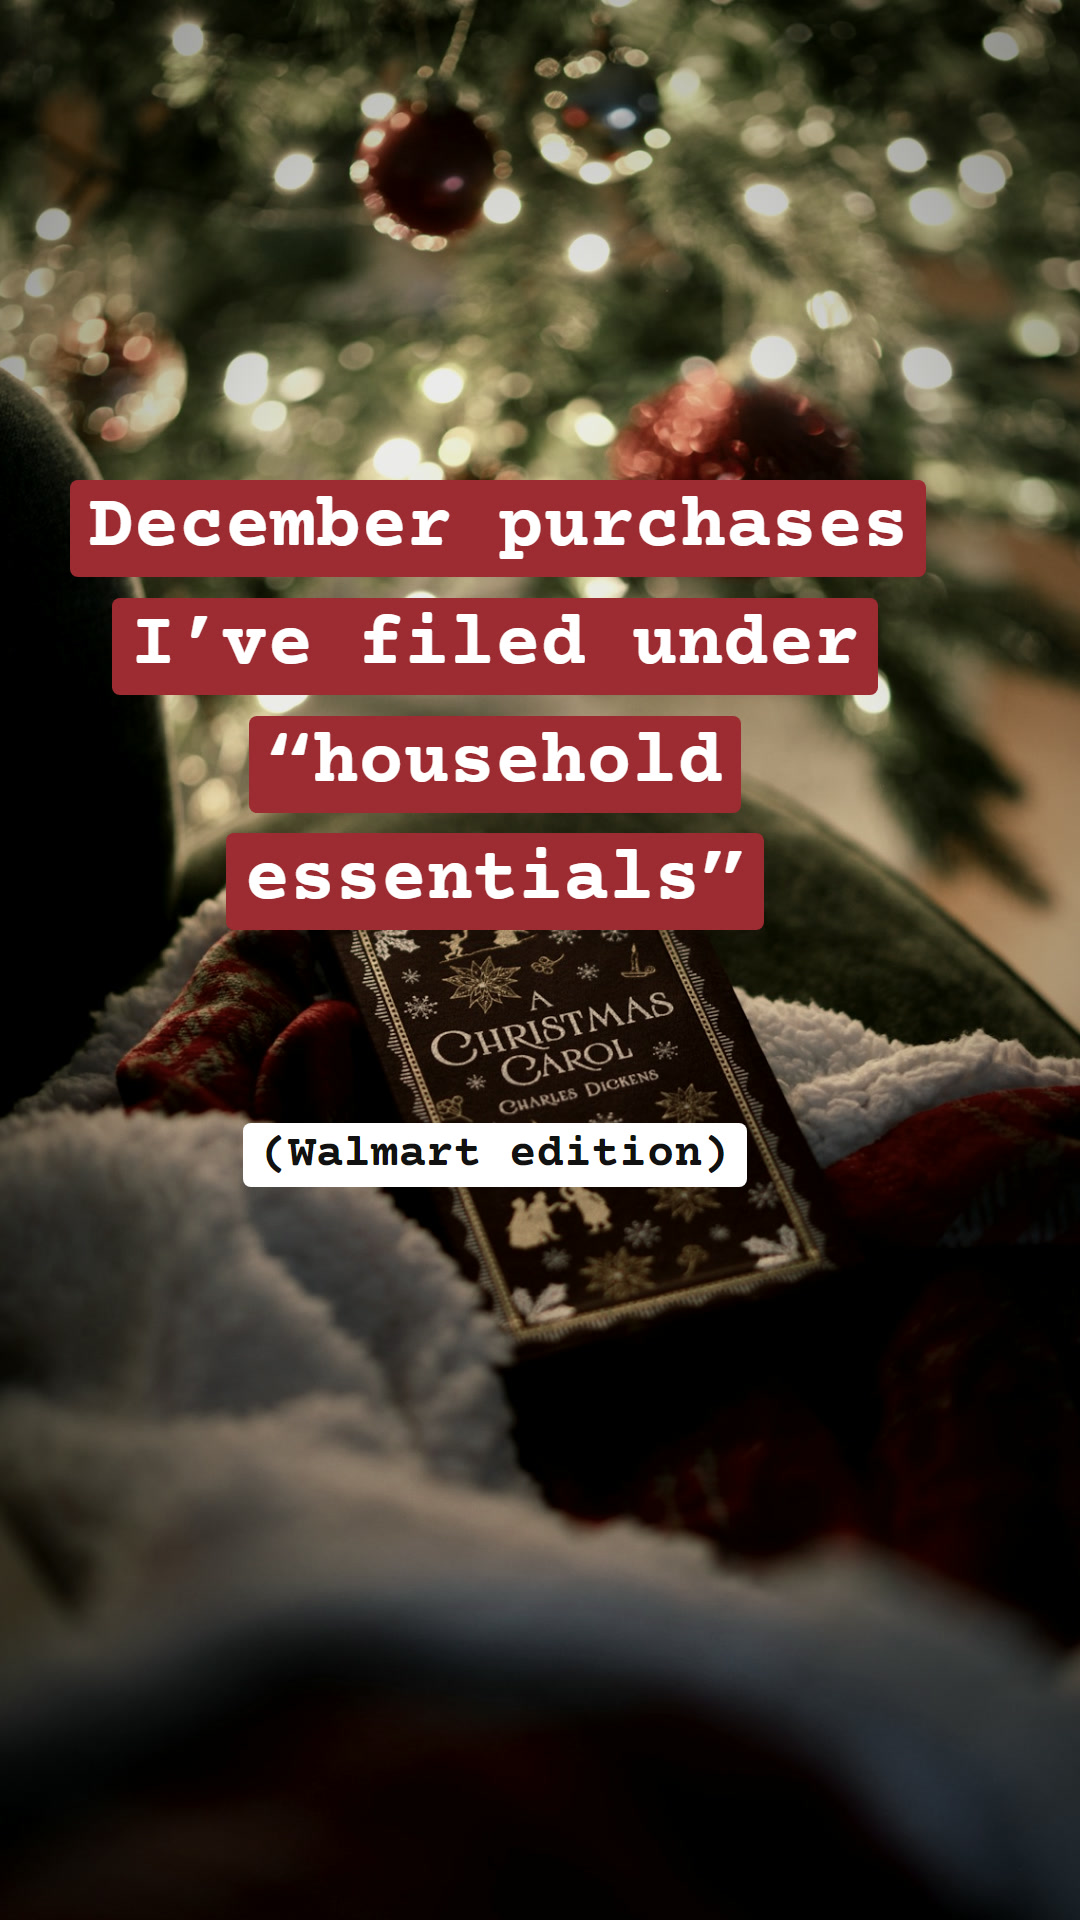 December purchases
I’ve filed under
“household
essentials”
A
CHRISTMAS
CAROL
CHARLES DICKENS
(Walmart edition)